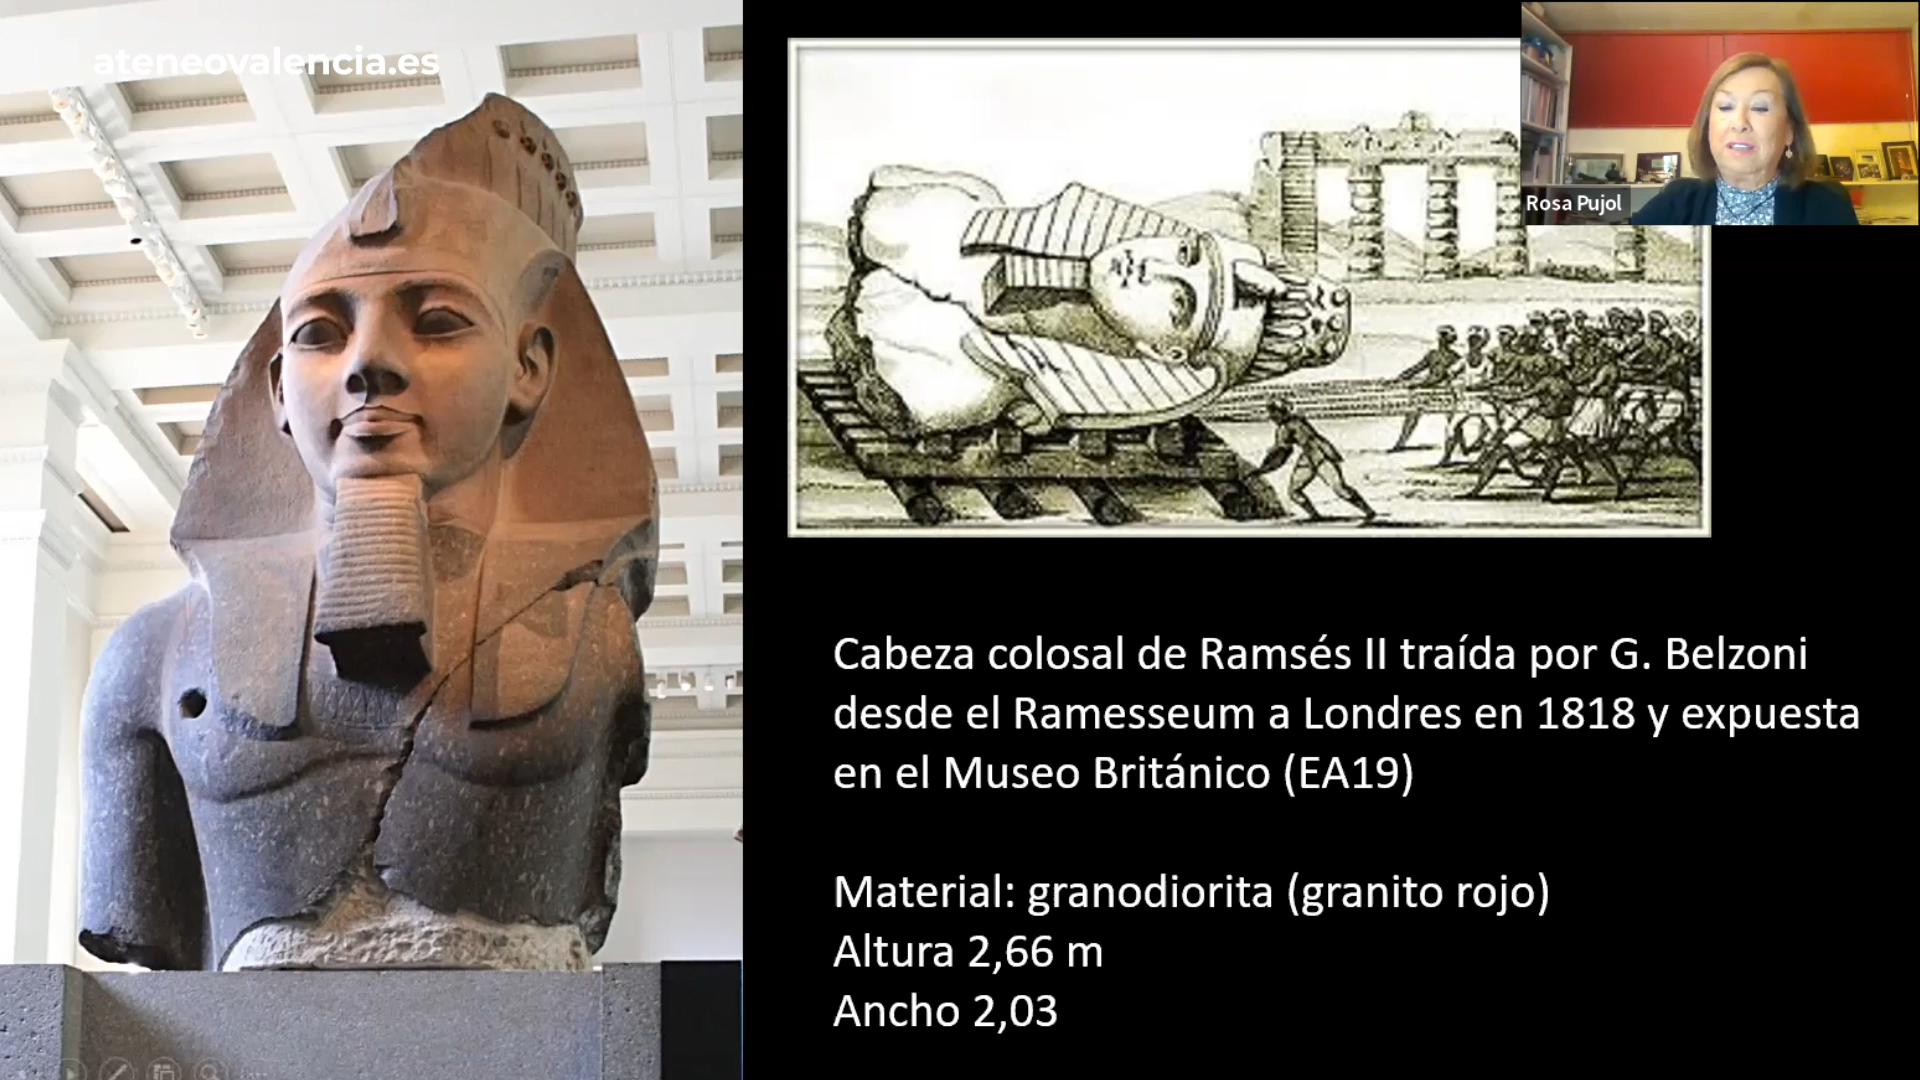 ateneovalencia.es
Rosa Pujol
Cabeza colosal de Ramsés II traída por G. Belzoni
desde el Ramesseum a Londres en 1818 y expuesta
en el Museo Británico (EA19)
Material: granodiorita (granito rojo)
Altura 2,66 m
Ancho 2,03